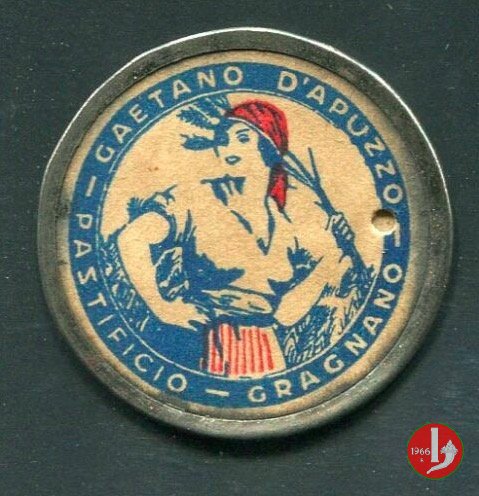 GAETANO D'APUZZO
PASTIFICIO — GRAGNANO
1966